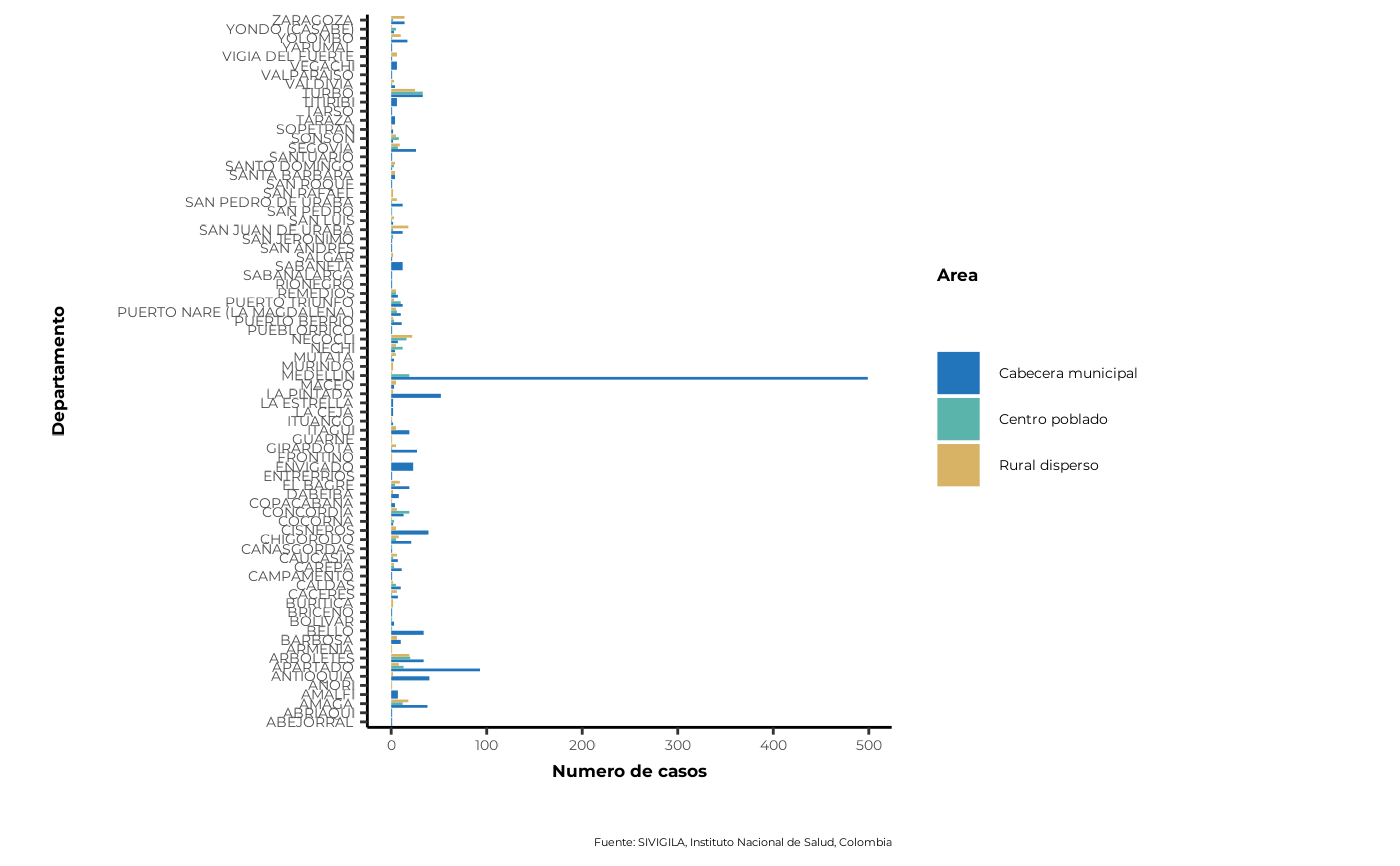 ZARAGOZA
YONDO (CASABE)
YOLOMBO
YARUMAL
VIGIA DEL FUERTE
VEGACHI
VALPARAISO
VALDIVIA
TURBO
TITIRIBI
TARSO
TARAZA
SOPETRAN
SONSON
SEGOVIA
SANTUARIO
SANTO DOMINGO
SANTA BARBARA
SAN ROQUE
SAN RAFAEL
SAN PEDRO DE URABA
SAN PEDRO
SAN LUIS
SAN JUAN DE URABA
SAN JERONIMO
SAN ANDRES
SALGAR
SABANETA
SABANALARGA
RIONEGRO
REMEDIOS
PUERTO TRIUNFO
PUERTO NARE (LA MAGDALENA)
PUERTO BERRIO
PUEBLORRICO
NECOCLI
NECHI
MUTATA
MURINDO
MEDELLIN
MACEO
LA PINTADA
LA ESTRELLA
LA CEJA
ITUANGO
ITAGUI
GUARNE
GIRARDOTA
FRONTINO
ENVIGADO
ENTRERRIOS
EL BAGRE
DABEIBA
COPACABANA
CONCORDIA
COCORNA
CISNEROS
CHIGORODO
CAÑASGORDAS
CAUCASIA
CAREPA
CAMPAMENTO
CALDAS
CACERES
BURITICA
BRICEÑO
BOLIVAR
BELLO
BARBOSA
ARMENIA
ARBOLETES
APARTADO
ANTIOQUIA
ANORI
AMALFI
AMAGA
ABRIAQUI
ABEJORRAL
Departamento
0 100 200 300 400 500
Numero de casos
Area
Cabecera municipal
Centro poblado
Rural disperso
Fuente: SIVIGILA, Instituto Nacional de Salud, Colombia